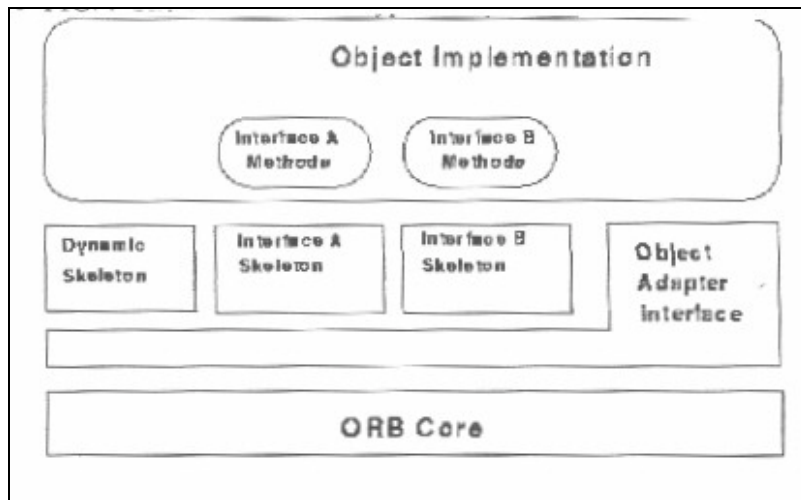 Object Implementation
Interface A
Methods
Interface B
Methods
Dynamic
Skeleton
Interface A
Skeleton
Interface B
Skeleton
Object
Adapter
Interface
ORB Core